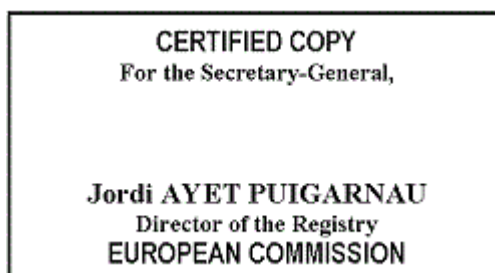 CERTIFIED COPY
For the Secretary-General,
Jordi AYET PUIGARNAU
Director of the Registry
EUROPEAN COMMISSION